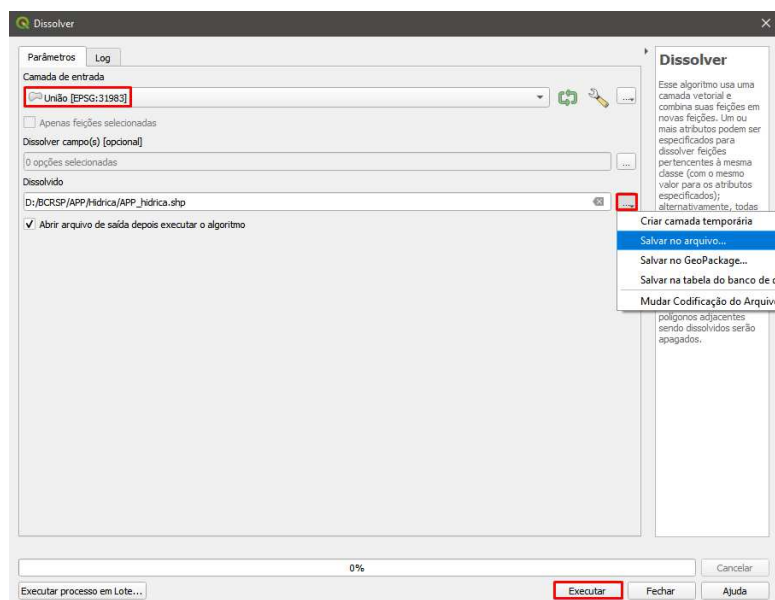 Dissolver
Parâmetros
Log
Camada de entrada
União [EPSG:31983]
...
Apenas feições selecionadas
Dissolver campo(s) [opcional]
0 opções selecionadas
...
Dissolvido
D:/BCRSP/APP/Hidrica/APP_hidrica.shp
...
Abrir arquivo de saída depois executar o algoritmo
Criar camada temporária
Salvar no arquivo...
Salvar no GeoPackage...
Salvar na tabela do banco de
Mudar Codificação do Arquiv
Dissolver
Esse algoritmo usa uma
camada vetorial e
combina suas feições em
novas feições. Um ou
mais atributos podem ser
especificados para
dissolver feições
pertencentes à mesma
classe (com o mesmo
valor para os atributos
especificados);
alternativamente, todas
polígonos adjacentes
sendo dissolvidos serão
apagados.
0%
Cancelar
Executar processo em Lote...
Executar
Fechar
Ajuda